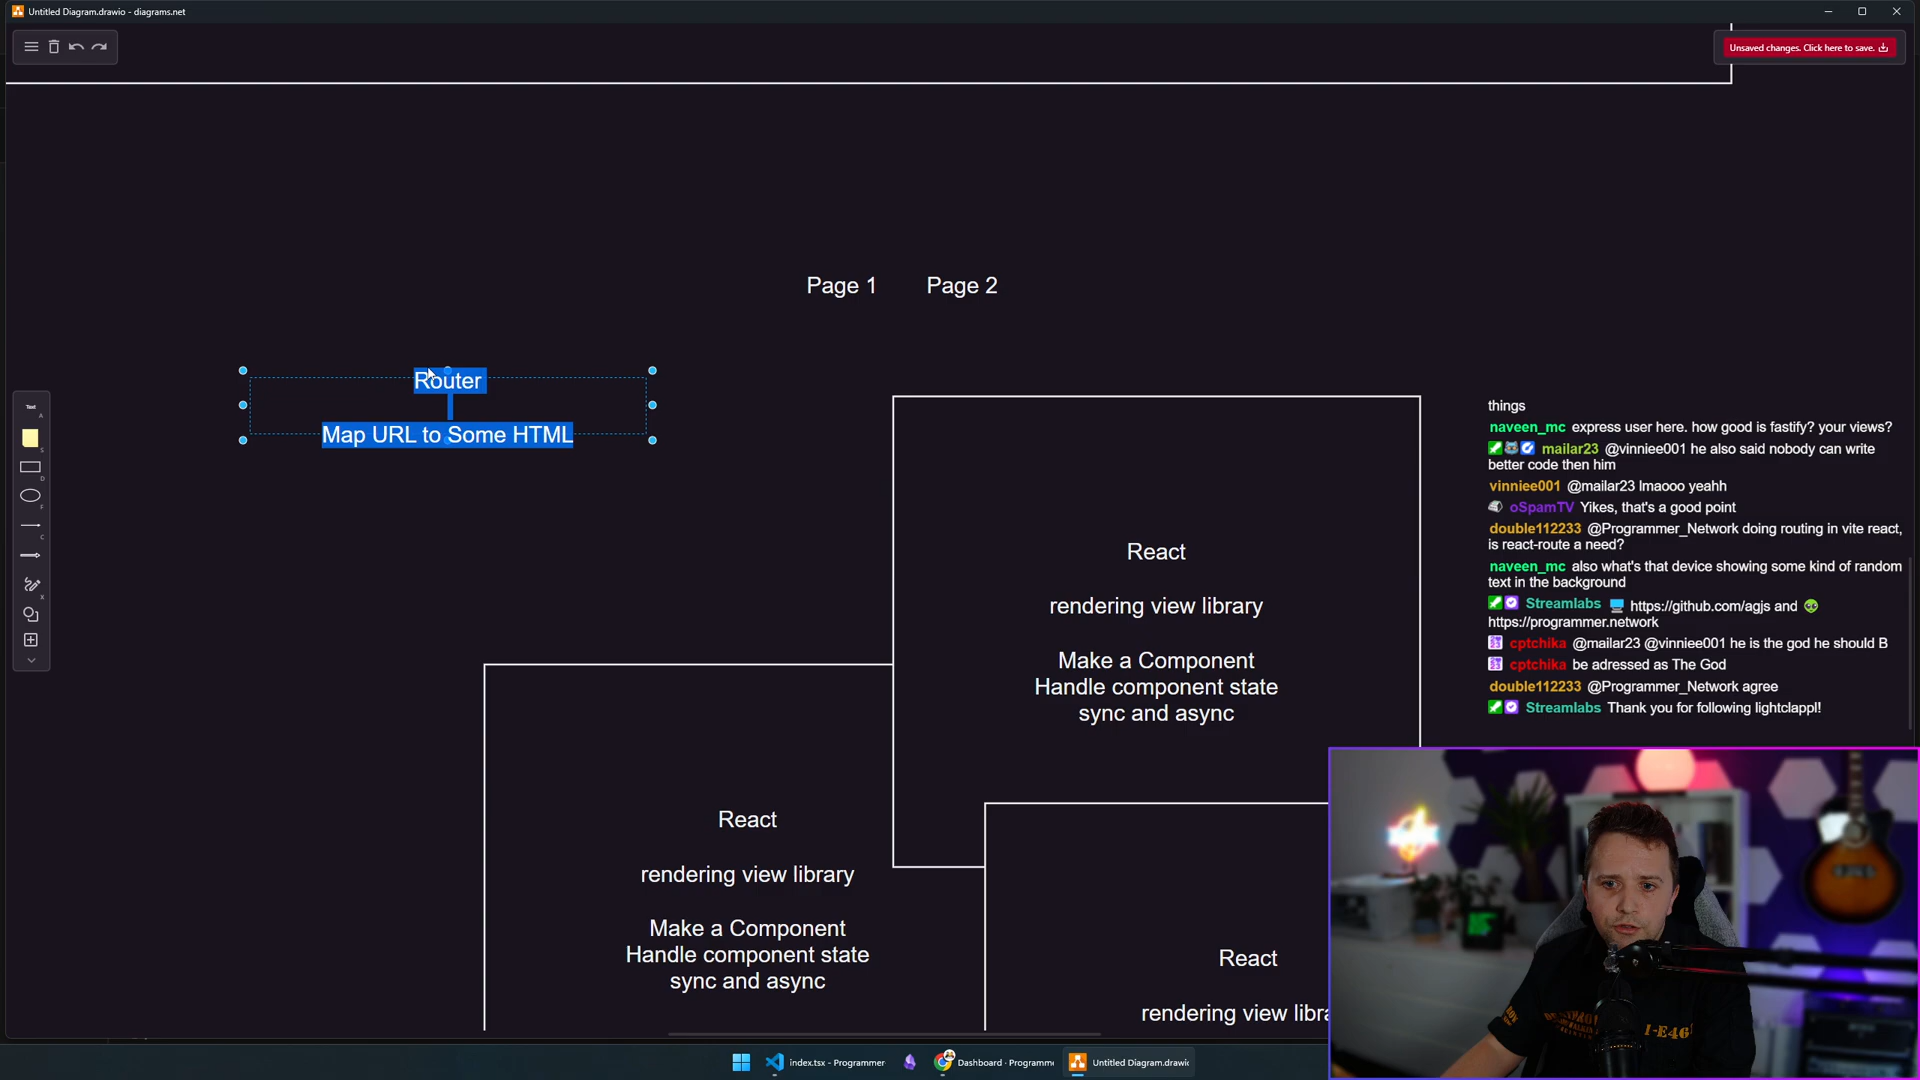 Untitled Diagram.drawio - diagrams.net
Unsaved changes. Click here to save.
Page 1
Page 2
Router
Map URL to Some HTML
Text
React
rendering view library
Make a Component
Handle component state
sync and async
React
rendering view library
Make a Component
Handle component state
sync and async
React
rendering view libra
things
naveen_mc express user here. how good is fastify? your views?
mailar23 @vinniee001 he also said nobody can write
better code then him
vinniee001 @mailar23 lmaooo yeahh
oSpamTV Yikes, that's a good point
double112233 @Programmer_Network doing routing in vite react,
is react-route a need?
naveen_mc also what's that device showing some kind of random
text in the background
Streamlabs https://github.com/agjs and
https://programmer.network
cptchika @mailar23 @vinniee001 he is the god he should B
cptchika be adressed as The God
double112233 @Programmer_Network agree
Streamlabs Thank you for following lightclappl!
index.tsx - Programmer
Dashboard · Programm
Untitled Diagram.drawic